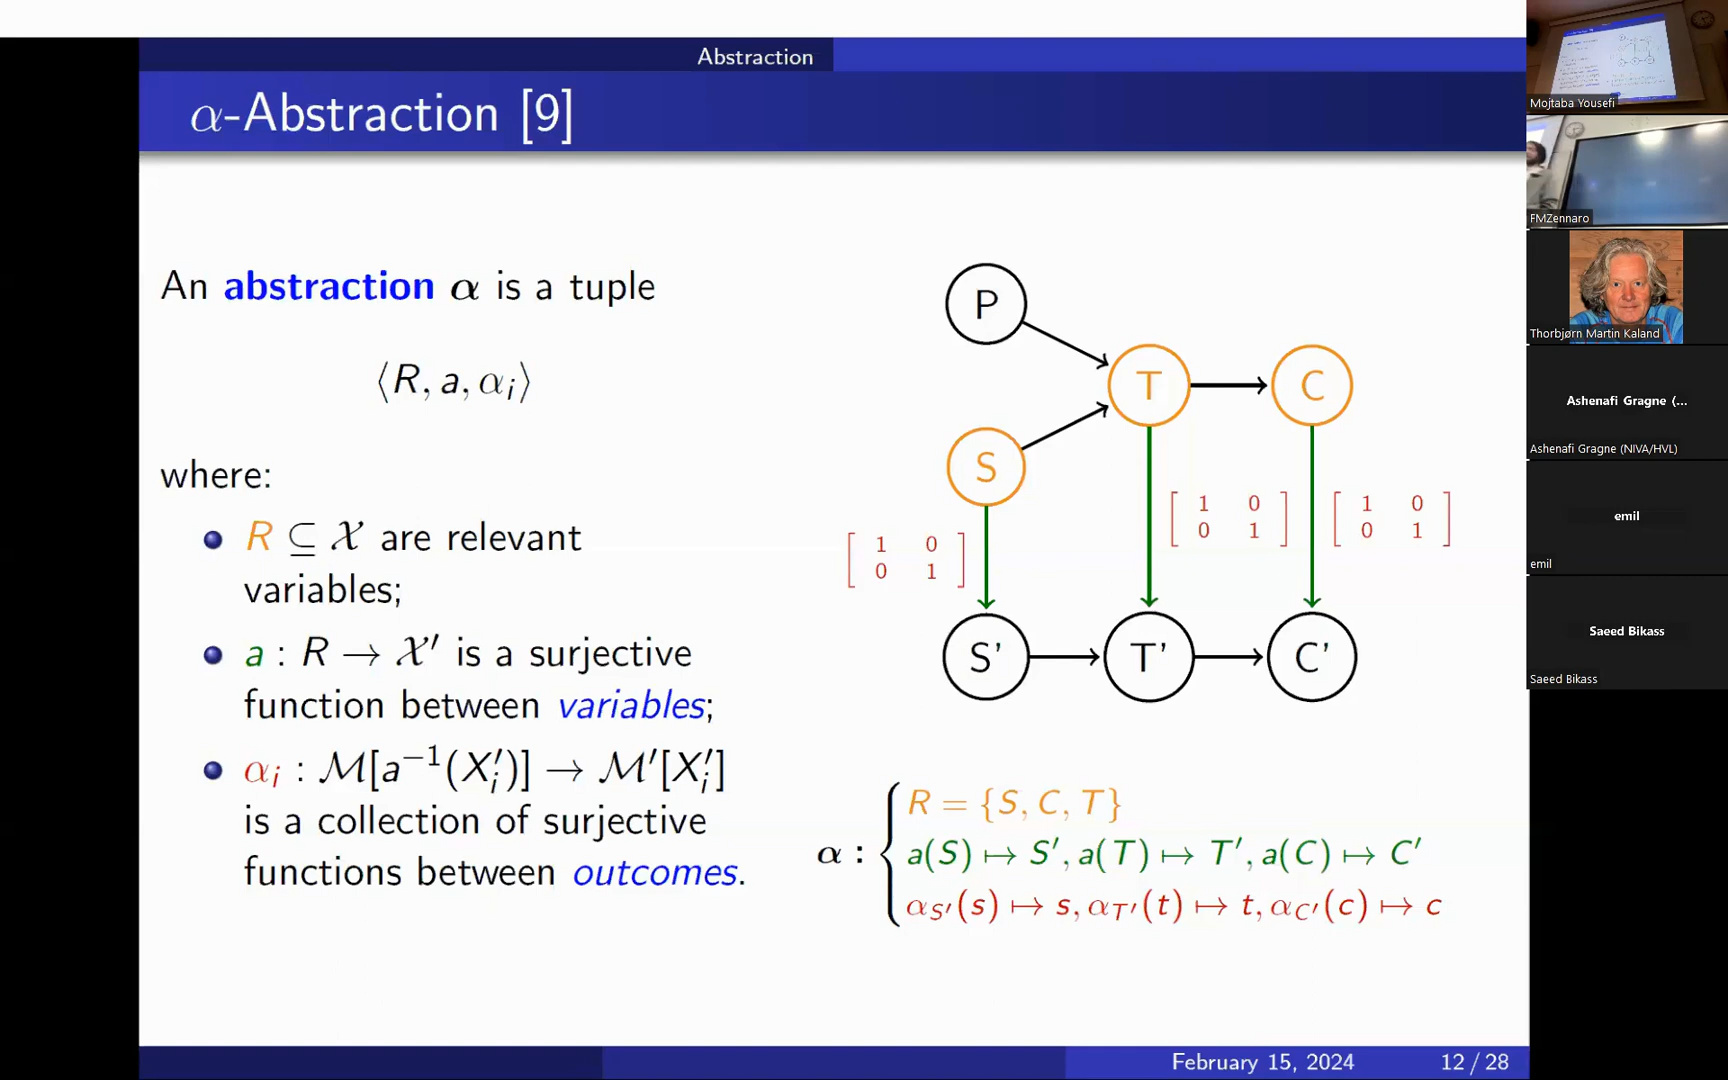 Abstraction
α-Abstraction [9]
An abstraction α is a tuple
⟨R, a, αᵢ⟩
where:
R ⊆ 𝒳 are relevant
variables;
a : R → 𝒳′ is a surjective
function between variables;
αᵢ : ℳ[a⁻¹(X′ᵢ)] → ℳ′[X′ᵢ]
is a collection of surjective
functions between outcomes.
P
T
C
S
[ 1 0
0 1 ]
[ 1 0
0 1 ]
[ 1 0
0 1 ]
S'
T'
C'
α :
R = {S, C, T}
a(S) ↦ S′, a(T) ↦ T′, a(C) ↦ C′
α_S′(s) ↦ s, α_T′(t) ↦ t, α_C′(c) ↦ c
February 15, 2024
12 / 28
Mojtaba Yousefi
FMZennaro
Thorbjørn Martin Kaland
Ashenafi Gragne (...
Ashenafi Gragne (NIVA/HVL)
emil
emil
Saeed Bikass
Saeed Bikass